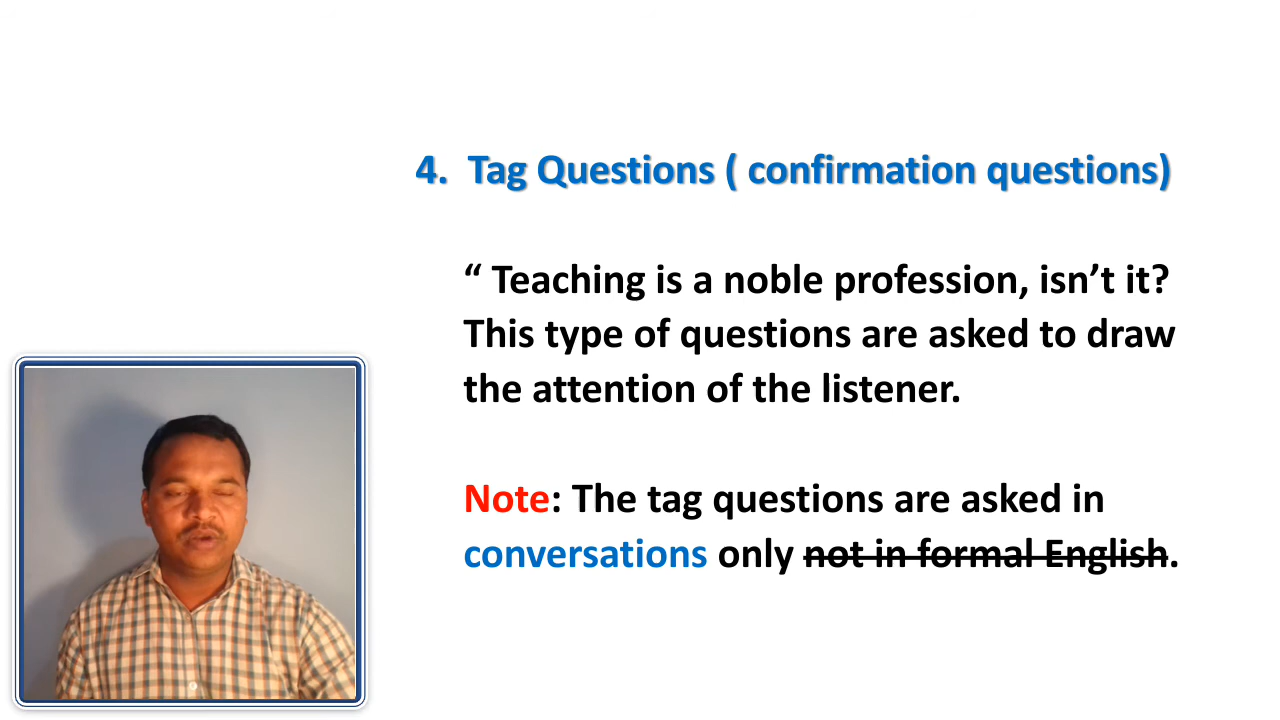 4. Tag Questions ( confirmation questions)
“ Teaching is a noble profession, isn’t it?
This type of questions are asked to draw
the attention of the listener.
Note: The tag questions are asked in
conversations only not in formal English.